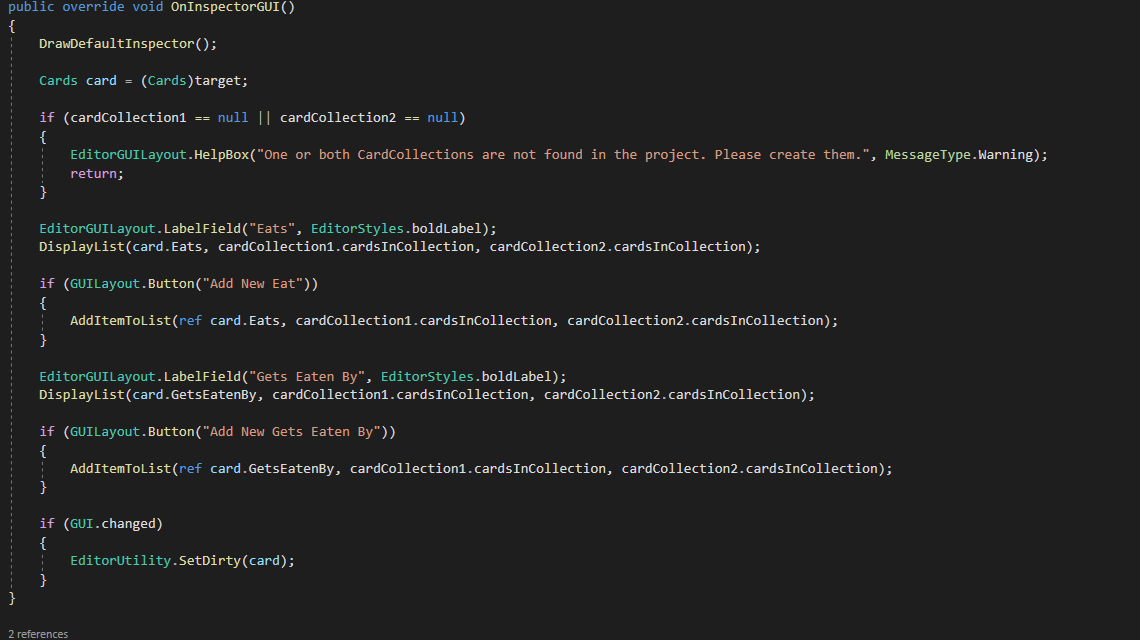 public override void OnInspectorGUI()
{
    DrawDefaultInspector();

    Cards card = (Cards)target;

    if (cardCollection1 == null || cardCollection2 == null)
    {
        EditorGUILayout.HelpBox("One or both CardCollections are not found in the project. Please create them.", MessageType.Warning);
        return;
    }

    EditorGUILayout.LabelField("Eats", EditorStyles.boldLabel);
    DisplayList(card.Eats, cardCollection1.cardsInCollection, cardCollection2.cardsInCollection);

    if (GUILayout.Button("Add New Eat"))
    {
        AddItemToList(ref card.Eats, cardCollection1.cardsInCollection, cardCollection2.cardsInCollection);
    }

    EditorGUILayout.LabelField("Gets Eaten By", EditorStyles.boldLabel);
    DisplayList(card.GetsEatenBy, cardCollection1.cardsInCollection, cardCollection2.cardsInCollection);

    if (GUILayout.Button("Add New Gets Eaten By"))
    {
        AddItemToList(ref card.GetsEatenBy, cardCollection1.cardsInCollection, cardCollection2.cardsInCollection);
    }

    if (GUI.changed)
    {
        EditorUtility.SetDirty(card);
    }
}
2 references